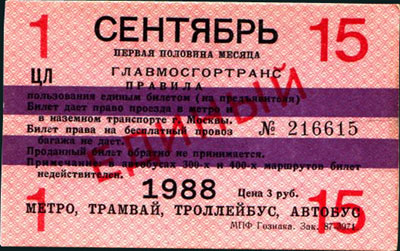 1 СЕНТЯБРЬ 15
ПЕРВАЯ ПОЛОВИНА МЕСЯЦА
ЦЛ ГЛАВМОСГОРТРАНС
ПРАВИЛА
пользования единым билетом (на предъявителя)
Билет дает право проезда в метро и
в наземном транспорте г. Москвы.
Билет права на бесплатный провоз
багажа не дает.
№ 216615
Проданный билет обратно не принимается.
Примечание: в автобусах 300-х и 400-х маршрутов билет
недействителен.
ЕДИНЫЙ
1 1988 Цена 3 руб. 15
МЕТРО, ТРАМВАЙ, ТРОЛЛЕЙБУС, АВТОБУС
МПФ Гознака. Зак. 87-3971.